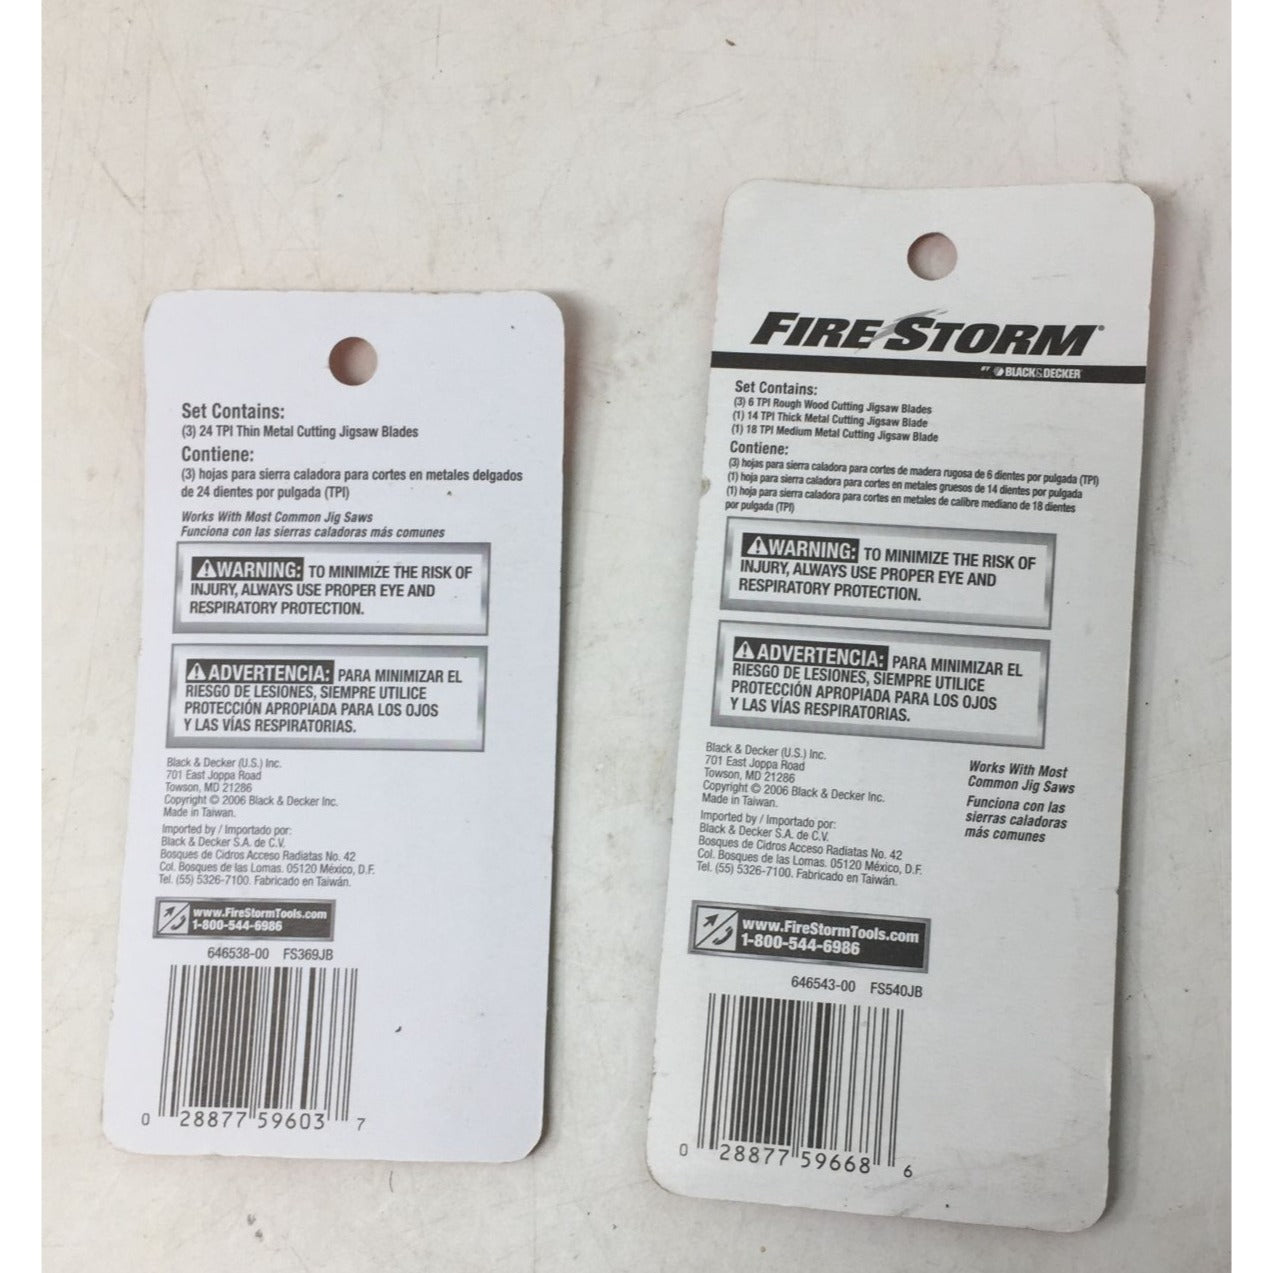 Set Contains:
(3) 24 TPI Thin Metal Cutting Jigsaw Blades
Contiene:
(3) hojas para sierra caladora para cortes en metales delgados
de 24 dientes por pulgada (TPI)
Works With Most Common Jig Saws
Funciona con las sierras caladoras más comunes
WARNING: TO MINIMIZE THE RISK OF
INJURY, ALWAYS USE PROPER EYE AND
RESPIRATORY PROTECTION.
ADVERTENCIA: PARA MINIMIZAR EL
RIESGO DE LESIONES, SIEMPRE UTILICE
PROTECCIÓN APROPIADA PARA LOS OJOS
Y LAS VÍAS RESPIRATORIAS.
Black & Decker (U.S.) Inc.
701 East Joppa Road
Towson, MD 21286
Copyright © 2006 Black & Decker Inc.
Made in Taiwan.
Imported by / Importado por:
Black & Decker S.A. de C.V.
Bosques de Cidros Acceso Radiatas No. 42
Col. Bosques de las Lomas. 05120 México, D.F.
Tel. (55) 5326-7100. Fabricado en Taiwán.
www.FireStormTools.com
1-800-544-6986
646538-00 FS369JB
0 28877 59603 7
FIRESTORM®
BY BLACK&DECKER
Set Contains:
(3) 6 TPI Rough Wood Cutting Jigsaw Blades
(1) 14 TPI Thick Metal Cutting Jigsaw Blade
(1) 18 TPI Medium Metal Cutting Jigsaw Blade
Contiene:
(3) hojas para sierra caladora para cortes de madera rugosa de 6 dientes por pulgada (TPI)
(1) hoja para sierra caladora para cortes en metales gruesos de 14 dientes por pulgada
(1) hoja para sierra caladora para cortes en metales de calibre mediano de 18 dientes
por pulgada (TPI)
WARNING: TO MINIMIZE THE RISK OF
INJURY, ALWAYS USE PROPER EYE AND
RESPIRATORY PROTECTION.
ADVERTENCIA: PARA MINIMIZAR EL
RIESGO DE LESIONES, SIEMPRE UTILICE
PROTECCIÓN APROPIADA PARA LOS OJOS
Y LAS VÍAS RESPIRATORIAS.
Black & Decker (U.S.) Inc.
701 East Joppa Road
Towson, MD 21286
Copyright © 2006 Black & Decker Inc.
Made in Taiwan.
Imported by / Importado por:
Black & Decker S.A. de C.V.
Bosques de Cidros Acceso Radiatas No. 42
Col. Bosques de las Lomas. 05120 México, D.F.
Tel. (55) 5326-7100. Fabricado en Taiwán.
Works With Most
Common Jig Saws
Funciona con las
sierras caladoras
más comunes
www.FireStormTools.com
1-800-544-6986
646543-00 FS540JB
0 28877 59668 6